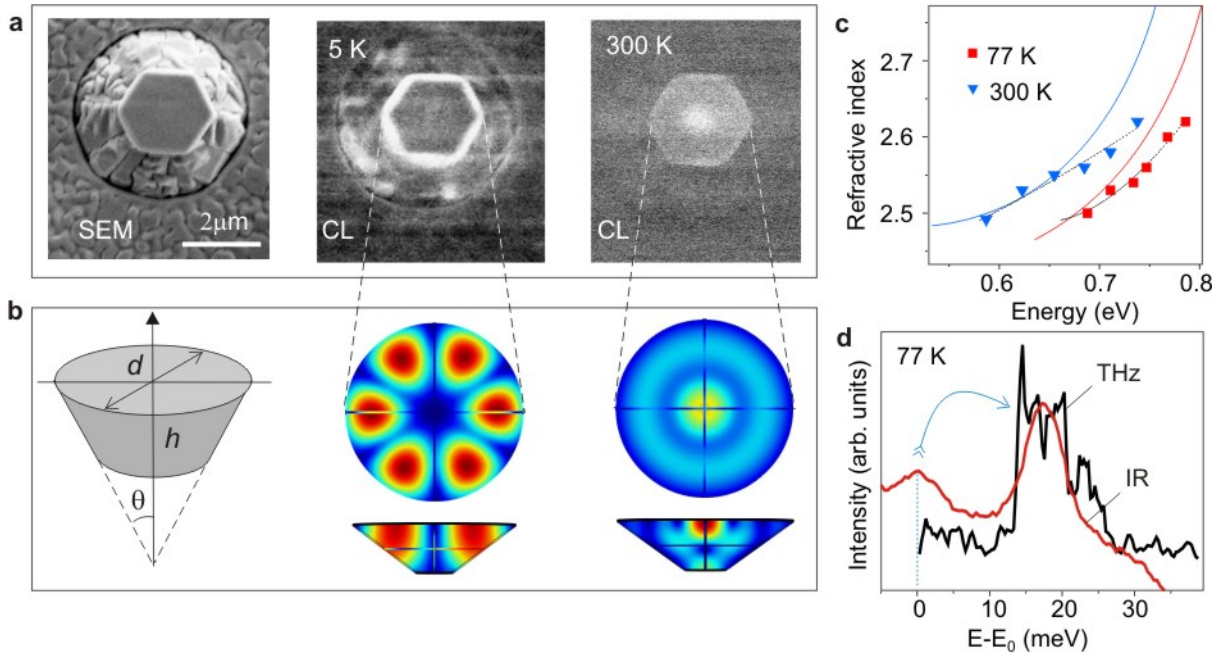 a
SEM
2μm
5 K
CL
300 K
CL
b
d
h
θ
c
Refractive index
2.7
2.6
2.5
77 K
300 K
0.6
0.7
0.8
Energy (eV)
d
77 K
THz
IR
Intensity (arb. units)
0
10
20
30
E-E₀ (meV)